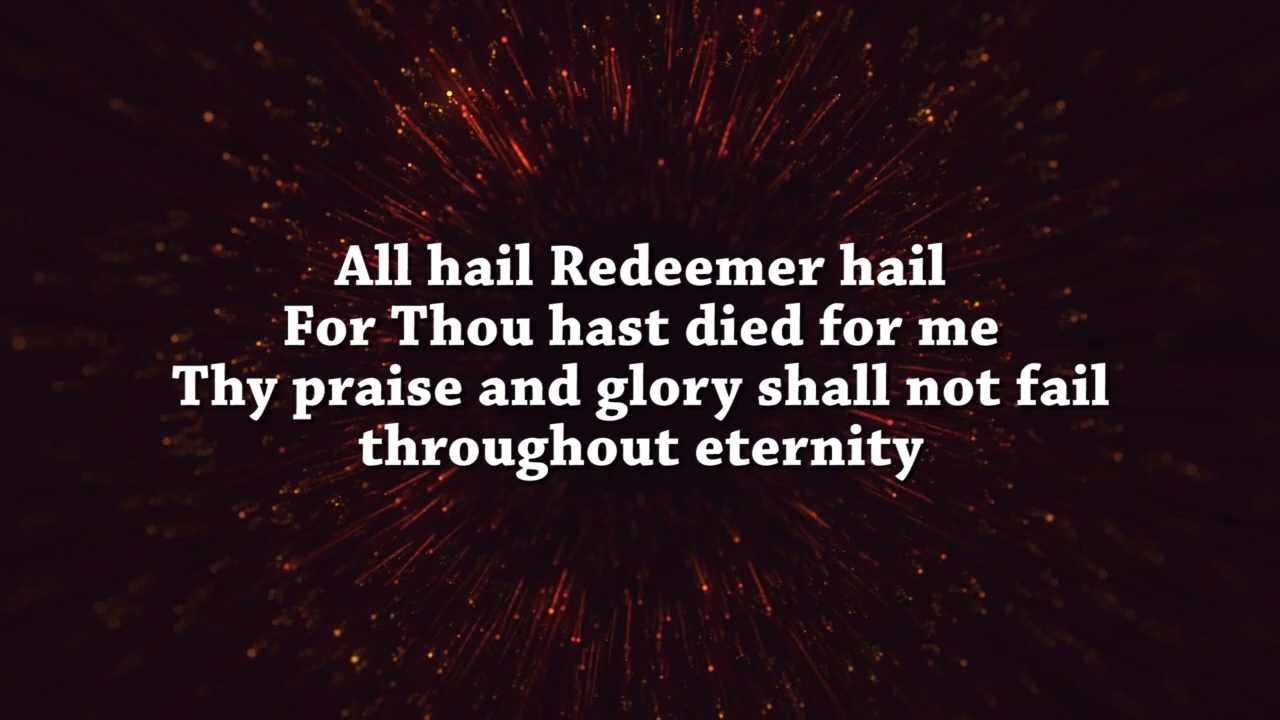 All hail Redeemer hail
For Thou hast died for me
Thy praise and glory shall not fail
throughout eternity